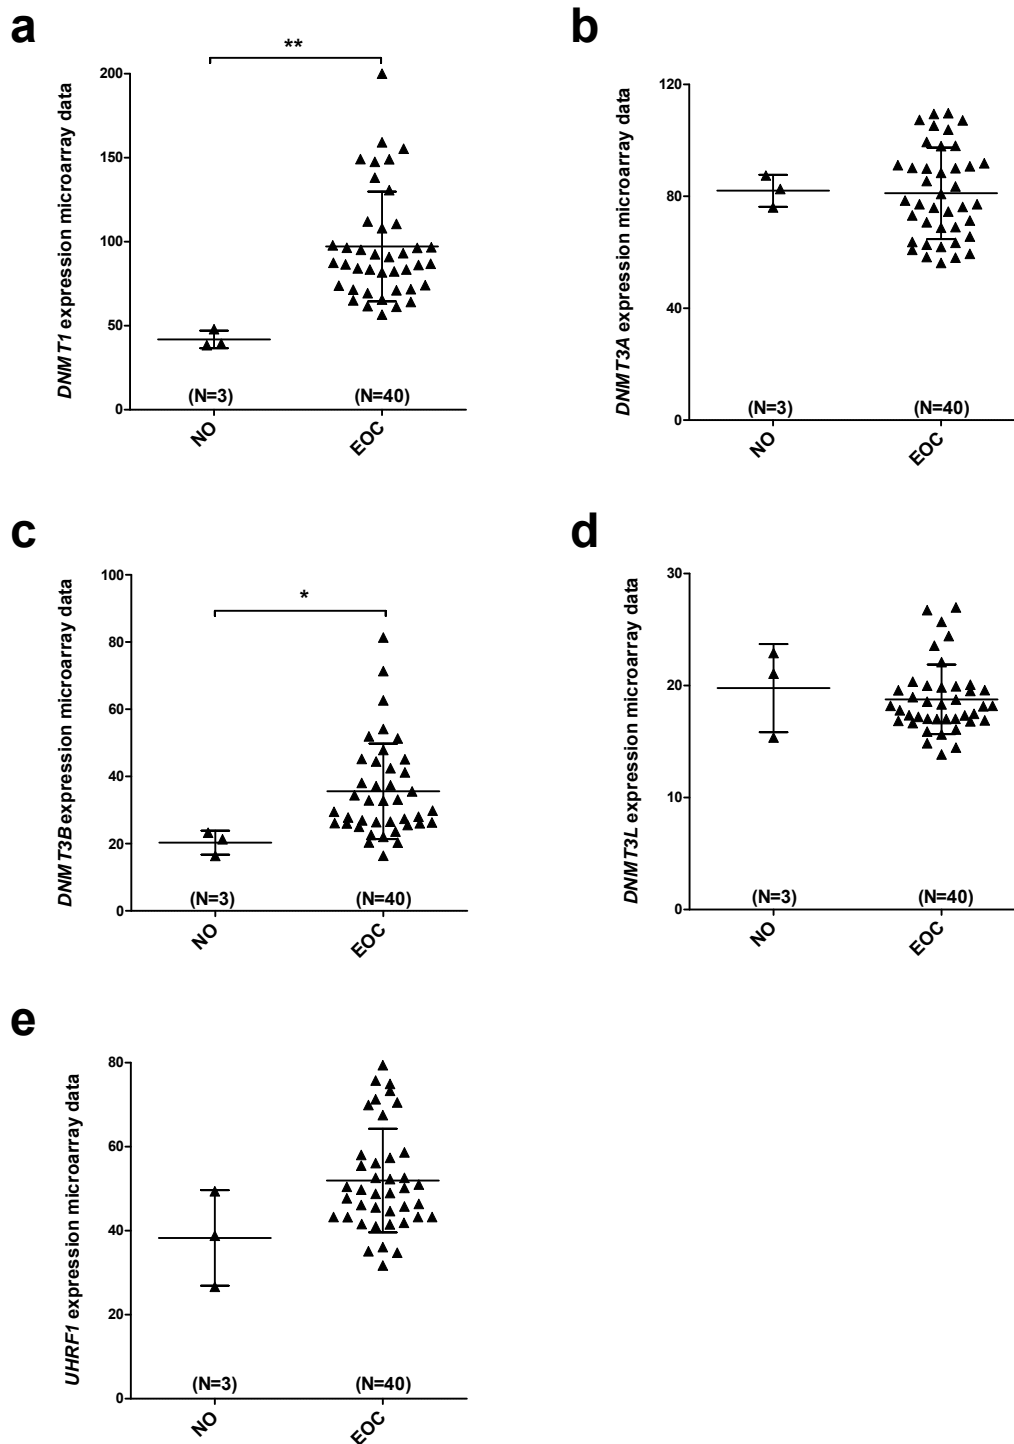 a
DNMT1 expression microarray data
200
150
100
50
0
**
(N=3)
(N=40)
NO
EOC
b
DNMT3A expression microarray data
120
80
40
0
(N=3)
(N=40)
NO
EOC
c
DNMT3B expression microarray data
100
80
60
40
20
0
*
(N=3)
(N=40)
NO
EOC
d
DNMT3L expression microarray data
30
20
10
0
(N=3)
(N=40)
NO
EOC
e
UHRF1 expression microarray data
80
60
40
20
0
(N=3)
(N=40)
NO
EOC